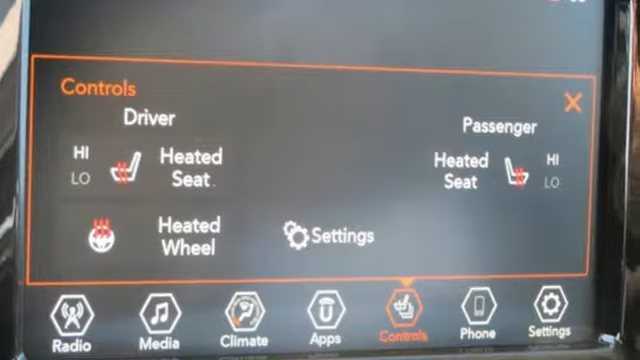 Controls
Driver
Passenger
HI
LO
Heated
Seat
Heated
Seat
HI
LO
Heated
Wheel
Settings
Radio
Media
Climate
Apps
Controls
Phone
Settings